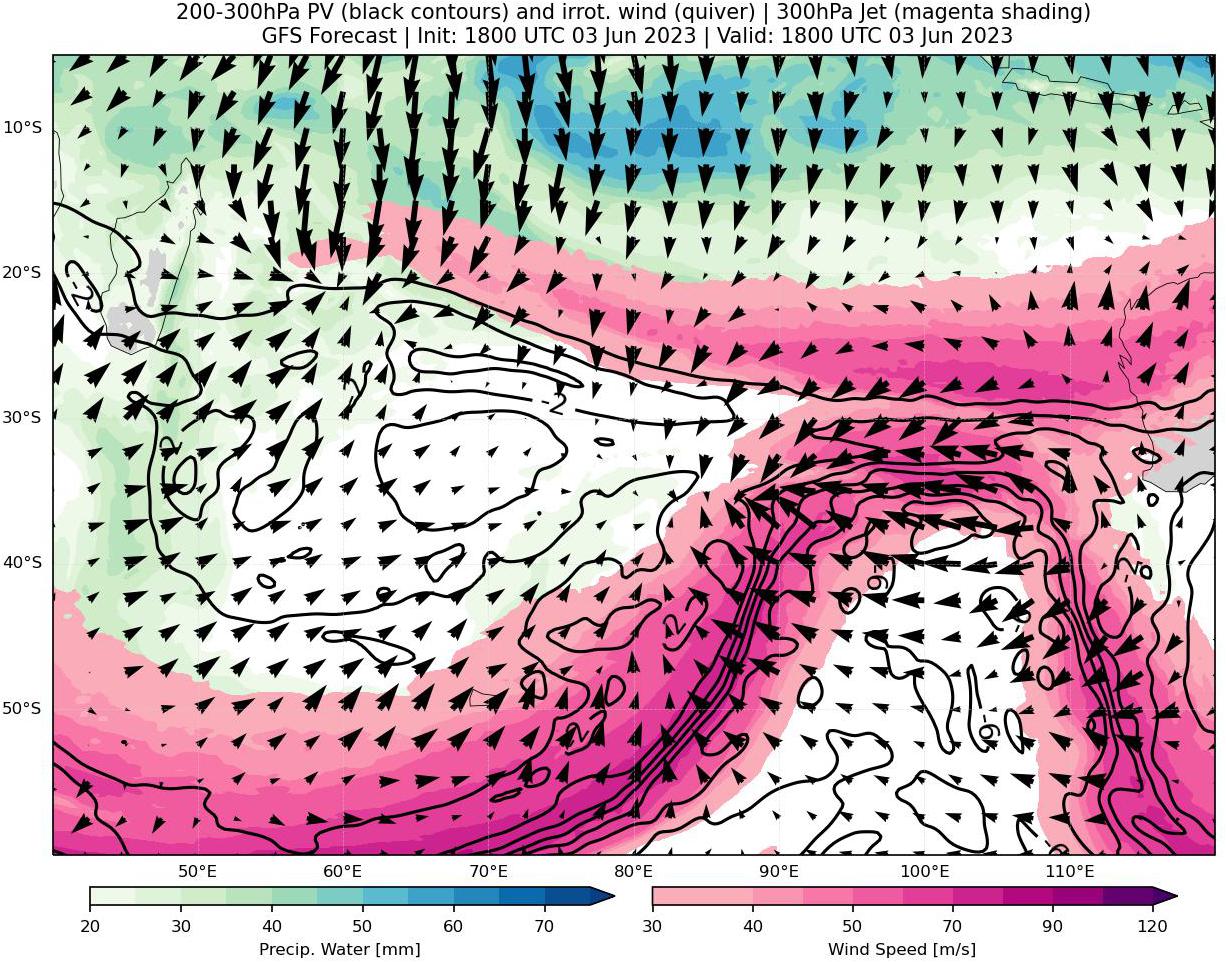 200-300hPa PV (black contours) and irrot. wind (quiver) | 300hPa Jet (magenta shading)
GFS Forecast | Init: 1800 UTC 03 Jun 2023 | Valid: 1800 UTC 03 Jun 2023
10°S
20°S
-2
-2
-2
30°S
40°S
-6
-2
-2
50°S
-2
-6
50°E 60°E 70°E 80°E 90°E 100°E 110°E
20 30 40 50 60 70
30 40 50 70 90 120
Precip. Water [mm]
Wind Speed [m/s]